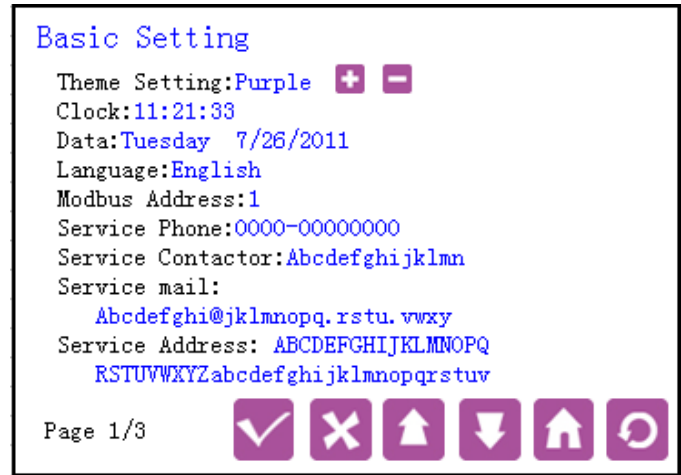 Basic Setting
Theme Setting:Purple
Clock:11:21:33
Data:Tuesday 7/26/2011
Language:English
Modbus Address:1
Service Phone:0000-00000000
Service Contactor:Abcdefghijklmn
Service mail:
Abcdefghi@jklmnopq.rstu.vwxy
Service Address: ABCDEFGHIJKLMNOPQ
RSTUVWXYZabcdefghijklmnopqrstuv
Page 1/3